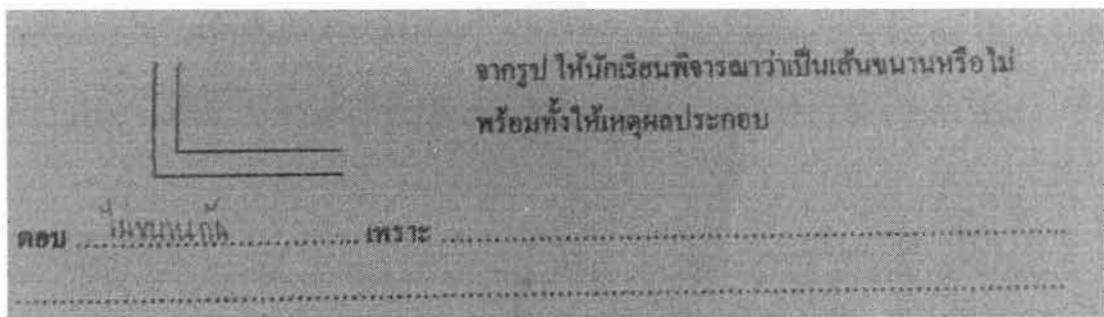 จากรูป ให้นักเรียนพิจารณาว่าเป็นเส้นขนานหรือไม่
พร้อมทั้งให้เหตุผลประกอบ
ตอบ ไม่ขนานกัน เพราะ